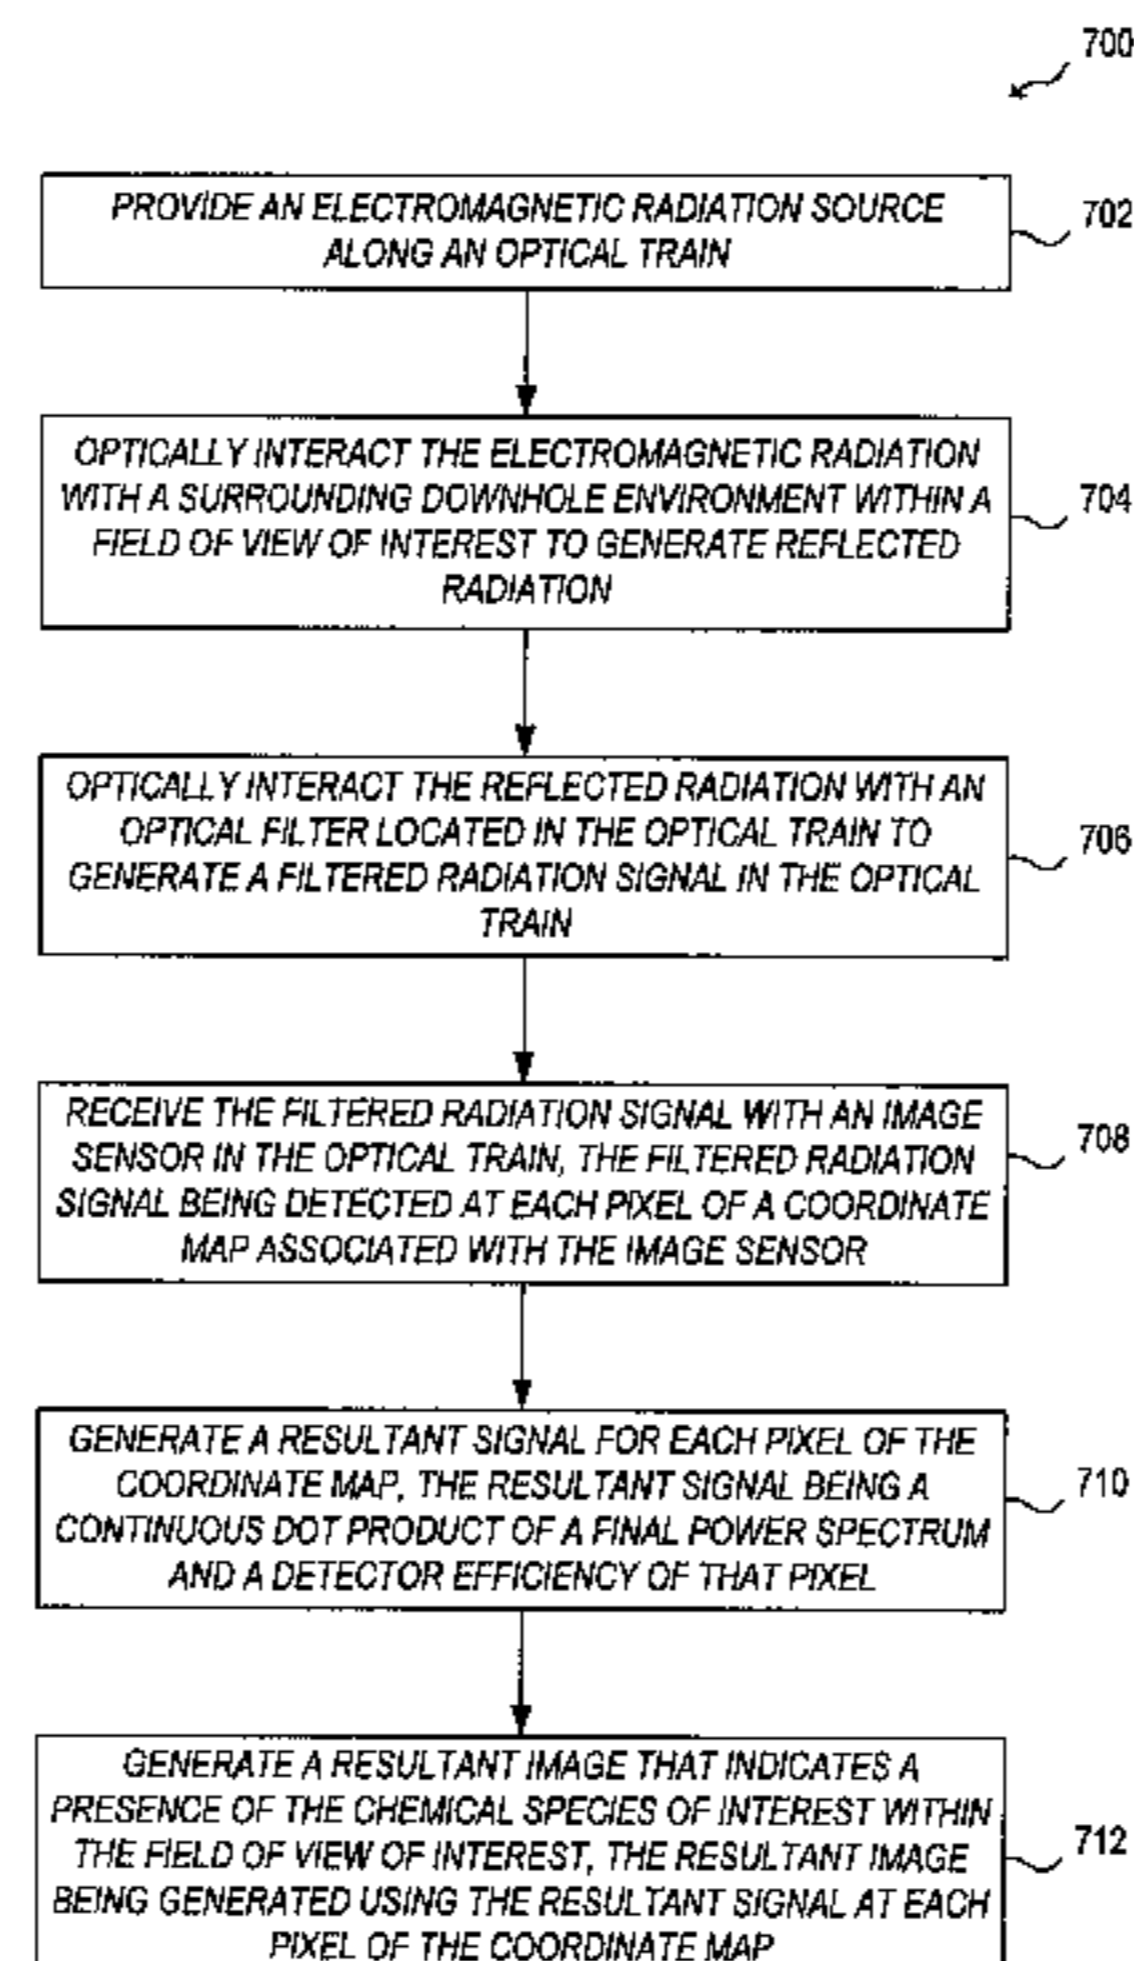 700
PROVIDE AN ELECTROMAGNETIC RADIATION SOURCE
ALONG AN OPTICAL TRAIN
702
OPTICALLY INTERACT THE ELECTROMAGNETIC RADIATION
WITH A SURROUNDING DOWNHOLE ENVIRONMENT WITHIN A
FIELD OF VIEW OF INTEREST TO GENERATE REFLECTED
RADIATION
704
OPTICALLY INTERACT THE REFLECTED RADIATION WITH AN
OPTICAL FILTER LOCATED IN THE OPTICAL TRAIN TO
GENERATE A FILTERED RADIATION SIGNAL IN THE OPTICAL
TRAIN
706
RECEIVE THE FILTERED RADIATION SIGNAL WITH AN IMAGE
SENSOR IN THE OPTICAL TRAIN, THE FILTERED RADIATION
SIGNAL BEING DETECTED AT EACH PIXEL OF A COORDINATE
MAP ASSOCIATED WITH THE IMAGE SENSOR
708
GENERATE A RESULTANT SIGNAL FOR EACH PIXEL OF THE
COORDINATE MAP, THE RESULTANT SIGNAL BEING A
CONTINUOUS DOT PRODUCT OF A FINAL POWER SPECTRUM
AND A DETECTOR EFFICIENCY OF THAT PIXEL
710
GENERATE A RESULTANT IMAGE THAT INDICATES A
PRESENCE OF THE CHEMICAL SPECIES OF INTEREST WITHIN
THE FIELD OF VIEW OF INTEREST, THE RESULTANT IMAGE
BEING GENERATED USING THE RESULTANT SIGNAL AT EACH
PIXEL OF THE COORDINATE MAP
712